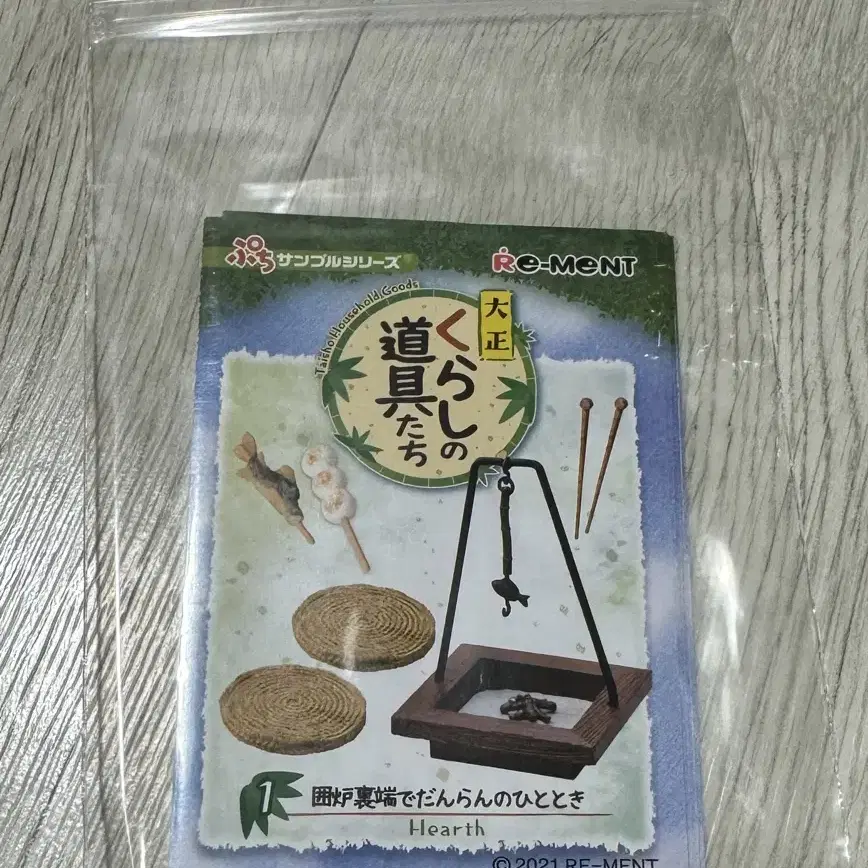 ぷちサンプルシリーズ
Re-MeNT
Taisho Household Goods
大正
くらしの
道具たち
1 囲炉裏端でだんらんのひととき
Hearth
©2021 RE-MENT